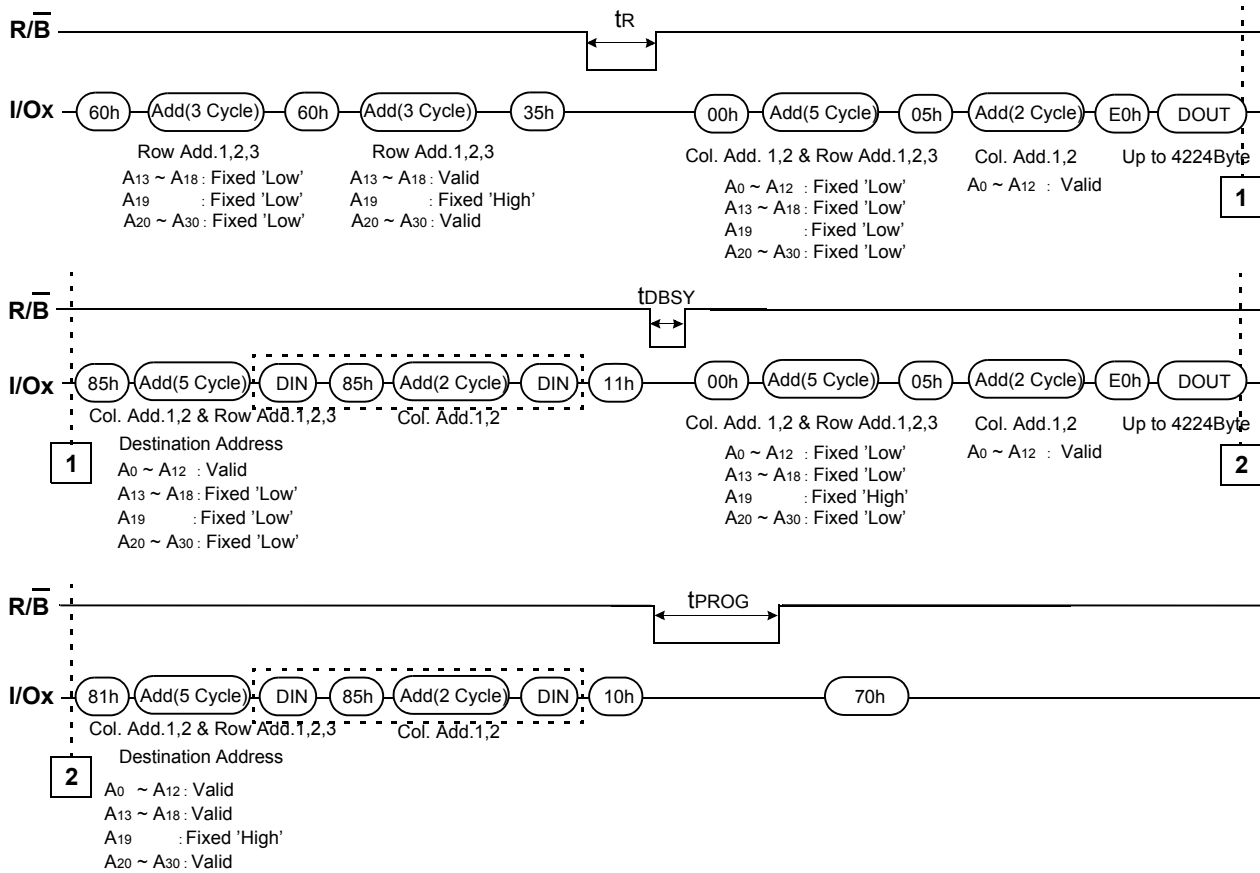 R/B tR
I/Ox 60h Add(3 Cycle) 60h Add(3 Cycle) 35h 00h Add(5 Cycle) 05h Add(2 Cycle) E0h DOUT
Row Add.1,2,3 Row Add.1,2,3 Col. Add. 1,2 & Row Add.1,2,3 Col. Add.1,2 Up to 4224Byte
A13 ~ A18 : Fixed 'Low' A13 ~ A18 : Valid A0 ~ A12 : Fixed 'Low' A0 ~ A12 : Valid
A19 : Fixed 'Low' A19 : Fixed 'High' A13 ~ A18 : Fixed 'Low'
A20 ~ A30 : Fixed 'Low' A20 ~ A30 : Valid A19 :Fixed 'Low'
A20 ~ A30 : Fixed 'Low'
1
R/B tDBSY
I/Ox 85h Add(5 Cycle) DIN 85h Add(2 Cycle) DIN 11h 00h Add(5 Cycle) 05h Add(2 Cycle) E0h DOUT
Col. Add.1,2 & Row Add.1,2,3 Col. Add.1,2 Col. Add. 1,2 & Row Add.1,2,3 Col. Add.1,2 Up to 4224Byte
1 Destination Address A0 ~ A12 : Fixed 'Low' A0 ~ A12 : Valid 2
A0 ~ A12 : Valid A13 ~ A18 : Fixed 'Low'
A13 ~ A18 : Fixed 'Low' A19 : Fixed 'High'
A19 : Fixed 'Low' A20 ~ A30 : Fixed 'Low'
A20 ~ A30 : Fixed 'Low'
R/B tPROG
I/Ox 81h Add(5 Cycle) DIN 85h Add(2 Cycle) DIN 10h 70h
Col. Add.1,2 & Row Add.1,2,3 Col. Add.1,2
2 Destination Address
A0 ~ A12 : Valid
A13 ~ A18 : Valid
A19 : Fixed 'High'
A20 ~ A30 : Valid